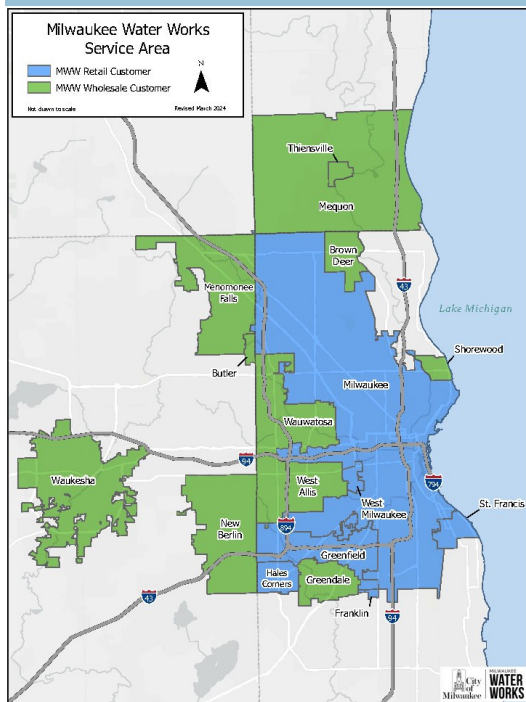 Milwaukee Water Works
Service Area
MWW Retail Customer
MWW Wholesale Customer
N
Not drawn to scale
Revised March 2024
Thiensville
Mequon
Brown
Deer
Menomonee
Falls
43
Lake Michigan
Shorewood
Butler
Milwaukee
Wauwatosa
94
Waukesha
West
Allis
794
West
Milwaukee
St. Francis
New
Berlin
894
Greenfield
Hales
Corners
Greendale
43
Franklin
94
City
of
Milwaukee
MILWAUKEE
WATER
WORKS